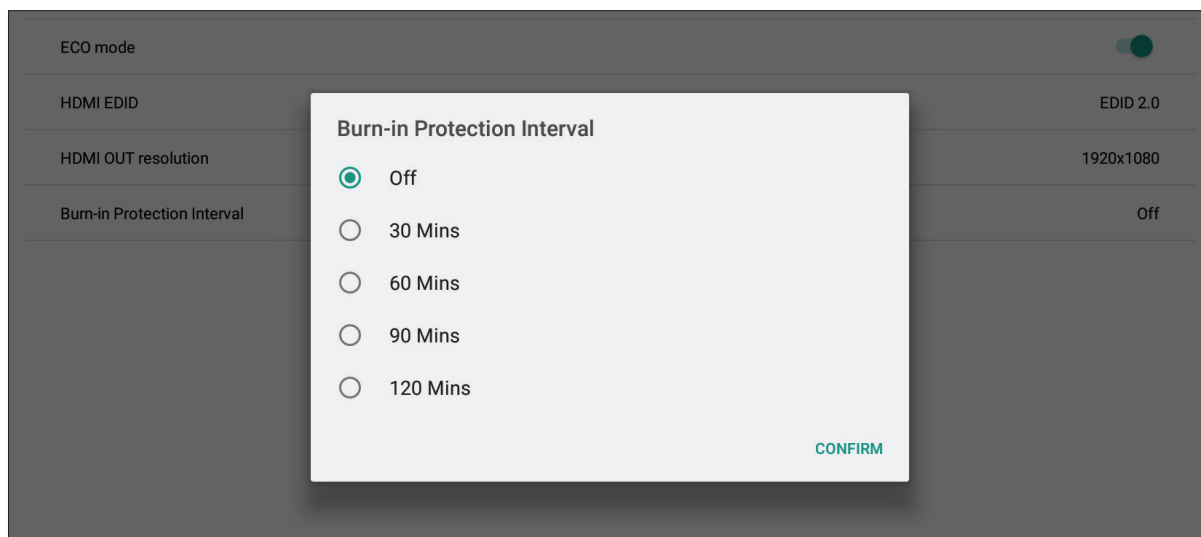 ECO mode
HDMI EDID EDID 2.0
HDMI OUT resolution 1920x1080
Burn-in Protection Interval Off
Burn-in Protection Interval
Off
30 Mins
60 Mins
90 Mins
120 Mins
CONFIRM